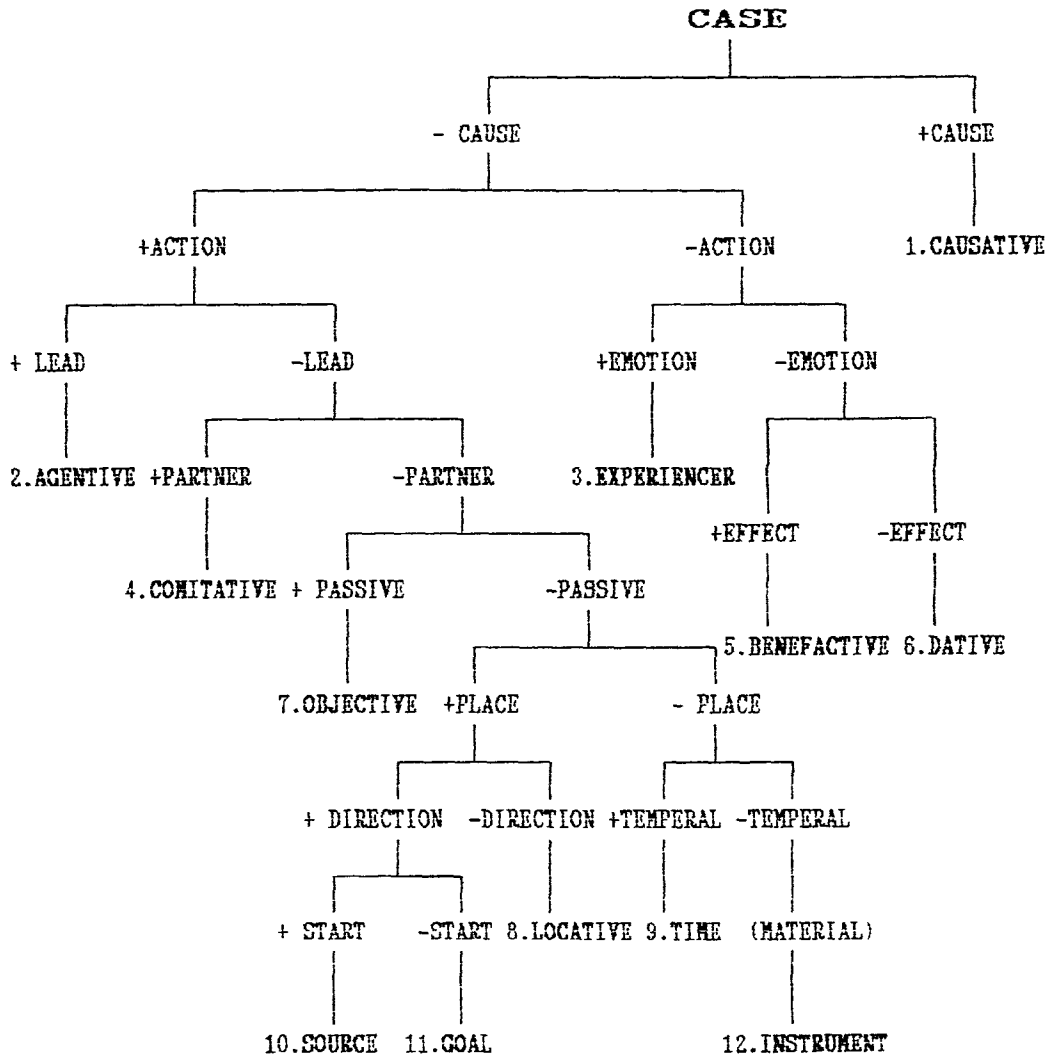 CASE
- CAUSE +CAUSE
+ACTION -ACTION 1.CAUSATIVE
+ LEAD -LEAD +EMOTION -EMOTION
2.AGENTIVE +PARTNER -PARTNER 3.EXPERIENCER
+EFFECT -EFFECT
4.COMITATIVE + PASSIVE -PASSIVE
5.BENEFACTIVE 6.DATIVE
7.OBJECTIVE +PLACE - PLACE
+ DIRECTION -DIRECTION +TEMPERAL -TEMPERAL
+ START -START 8.LOCATIVE 9.TIME (MATERIAL)
10.SOURCE 11.GOAL 12.INSTRUMENT